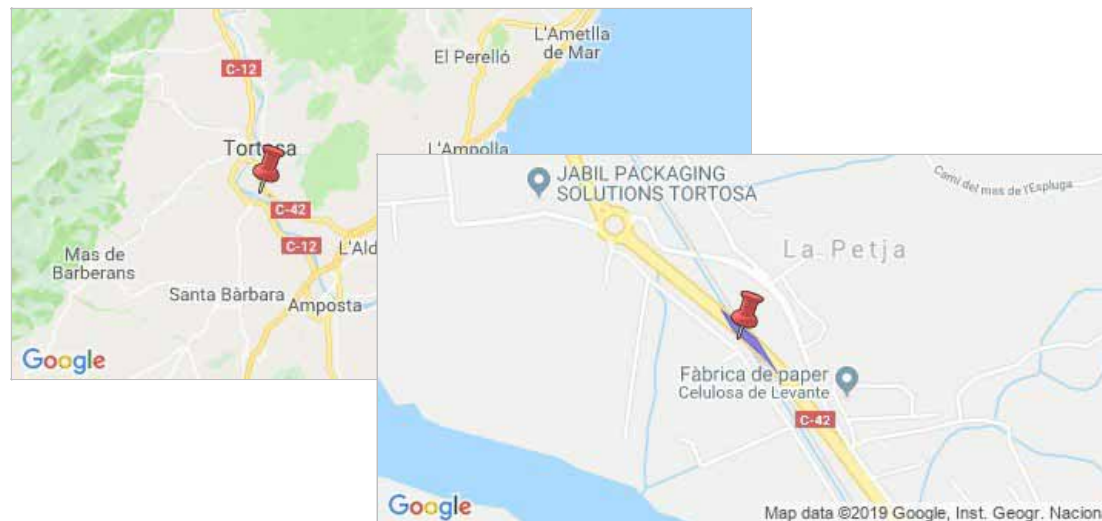 L'Ametlla
de Mar
El Perelló
C-12
L'Ampolla
Tortosa
C-42
C-12
L'Ald
Mas de
Barberans
Santa Bàrbara
Amposta
Google
JABIL PACKAGING
SOLUTIONS TORTOSA
Camí del mas de l'Espluga
La Petja
Fàbrica de paper
Celulosa de Levante
C-42
Google
Map data ©2019 Google, Inst. Geogr. Nacion